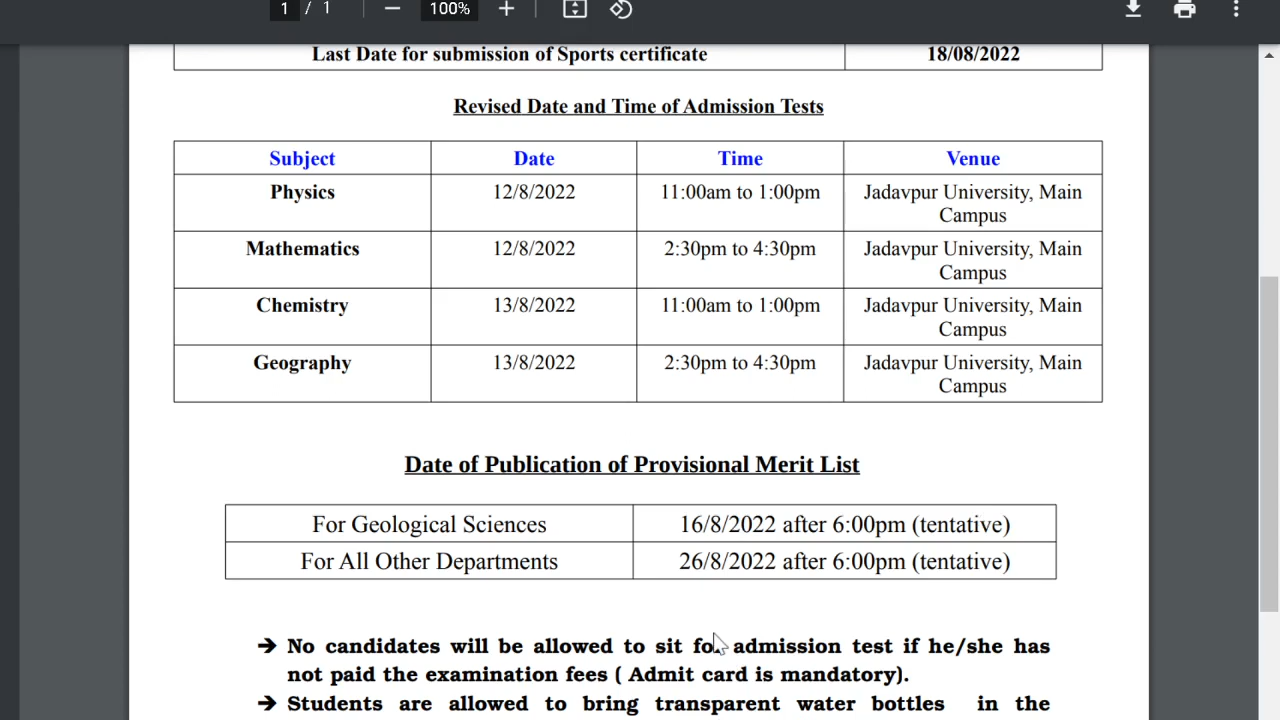 1 / 1 100%
Last Date for submission of Sports certificate 18/08/2022
Revised Date and Time of Admission Tests
Subject Date Time Venue
Physics 12/8/2022 11:00am to 1:00pm Jadavpur University, Main
Campus
Mathematics 12/8/2022 2:30pm to 4:30pm Jadavpur University, Main
Campus
Chemistry 13/8/2022 11:00am to 1:00pm Jadavpur University, Main
Campus
Geography 13/8/2022 2:30pm to 4:30pm Jadavpur University, Main
Campus
Date of Publication of Provisional Merit List
For Geological Sciences 16/8/2022 after 6:00pm (tentative)
For All Other Departments 26/8/2022 after 6:00pm (tentative)
➔ No candidates will be allowed to sit for admission test if he/she has
not paid the examination fees ( Admit card is mandatory).
➔ Students are allowed to bring transparent water bottles in the